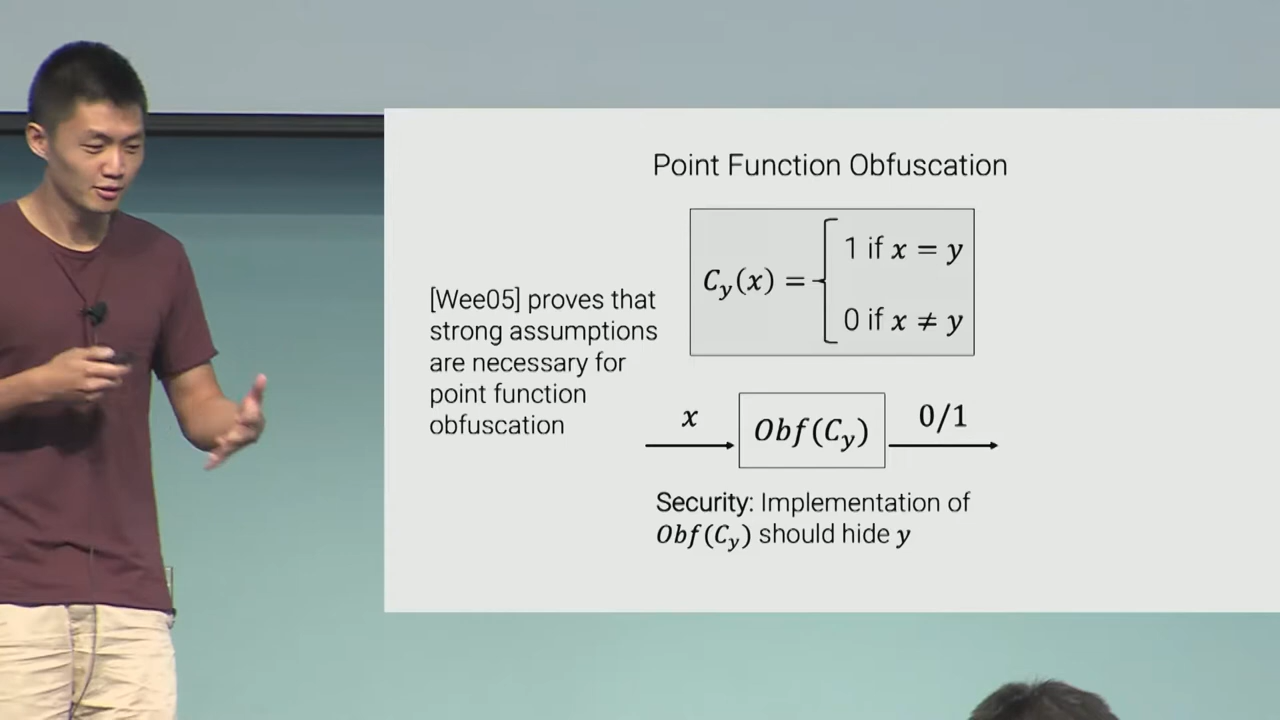 Point Function Obfuscation
C_y(x) =
1 if x = y
0 if x ≠ y
[Wee05] proves that
strong assumptions
are necessary for
point function
obfuscation
x
Obf(C_y)
0/1
Security: Implementation of
Obf(C_y) should hide y